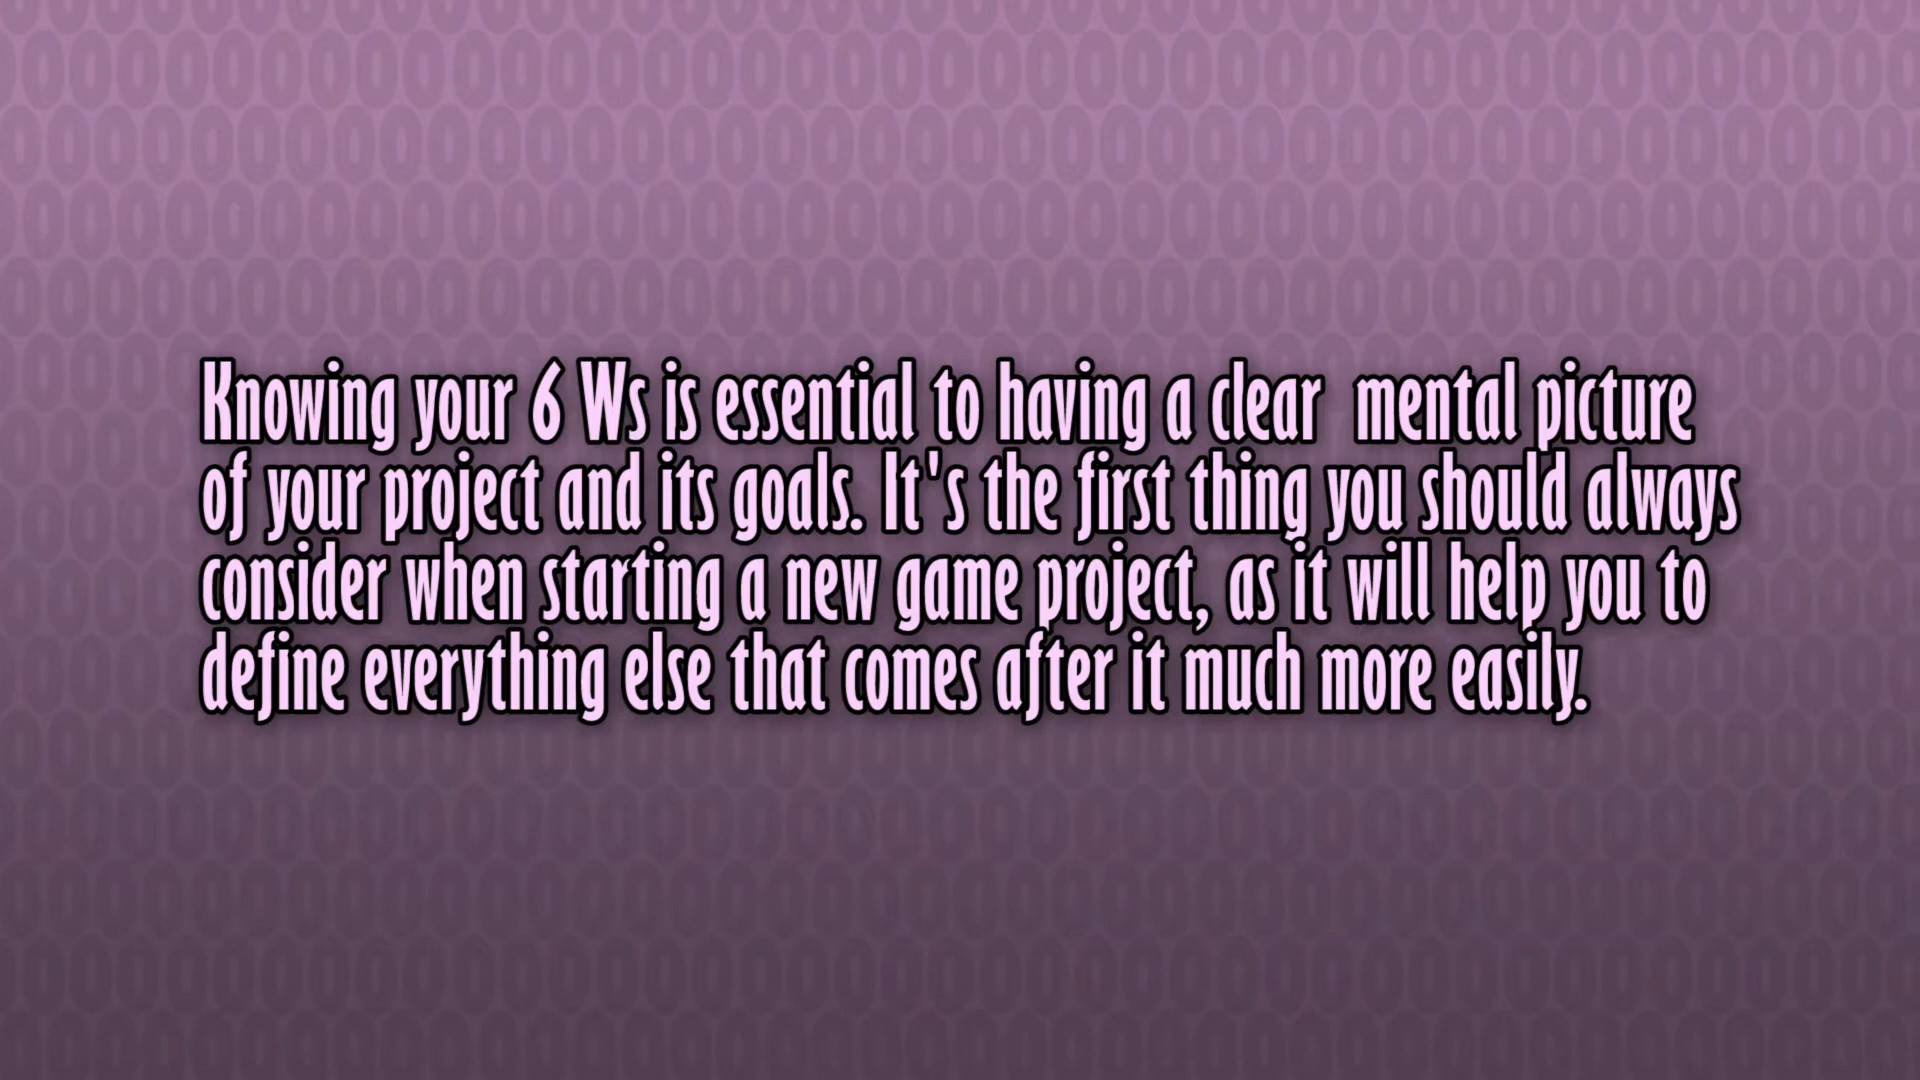 Knowing your 6 Ws is essential to having a clear  mental picture
of your project and its goals. It's the first thing you should always
consider when starting a new game project, as it will help you to
define everything else that comes after it much more easily.